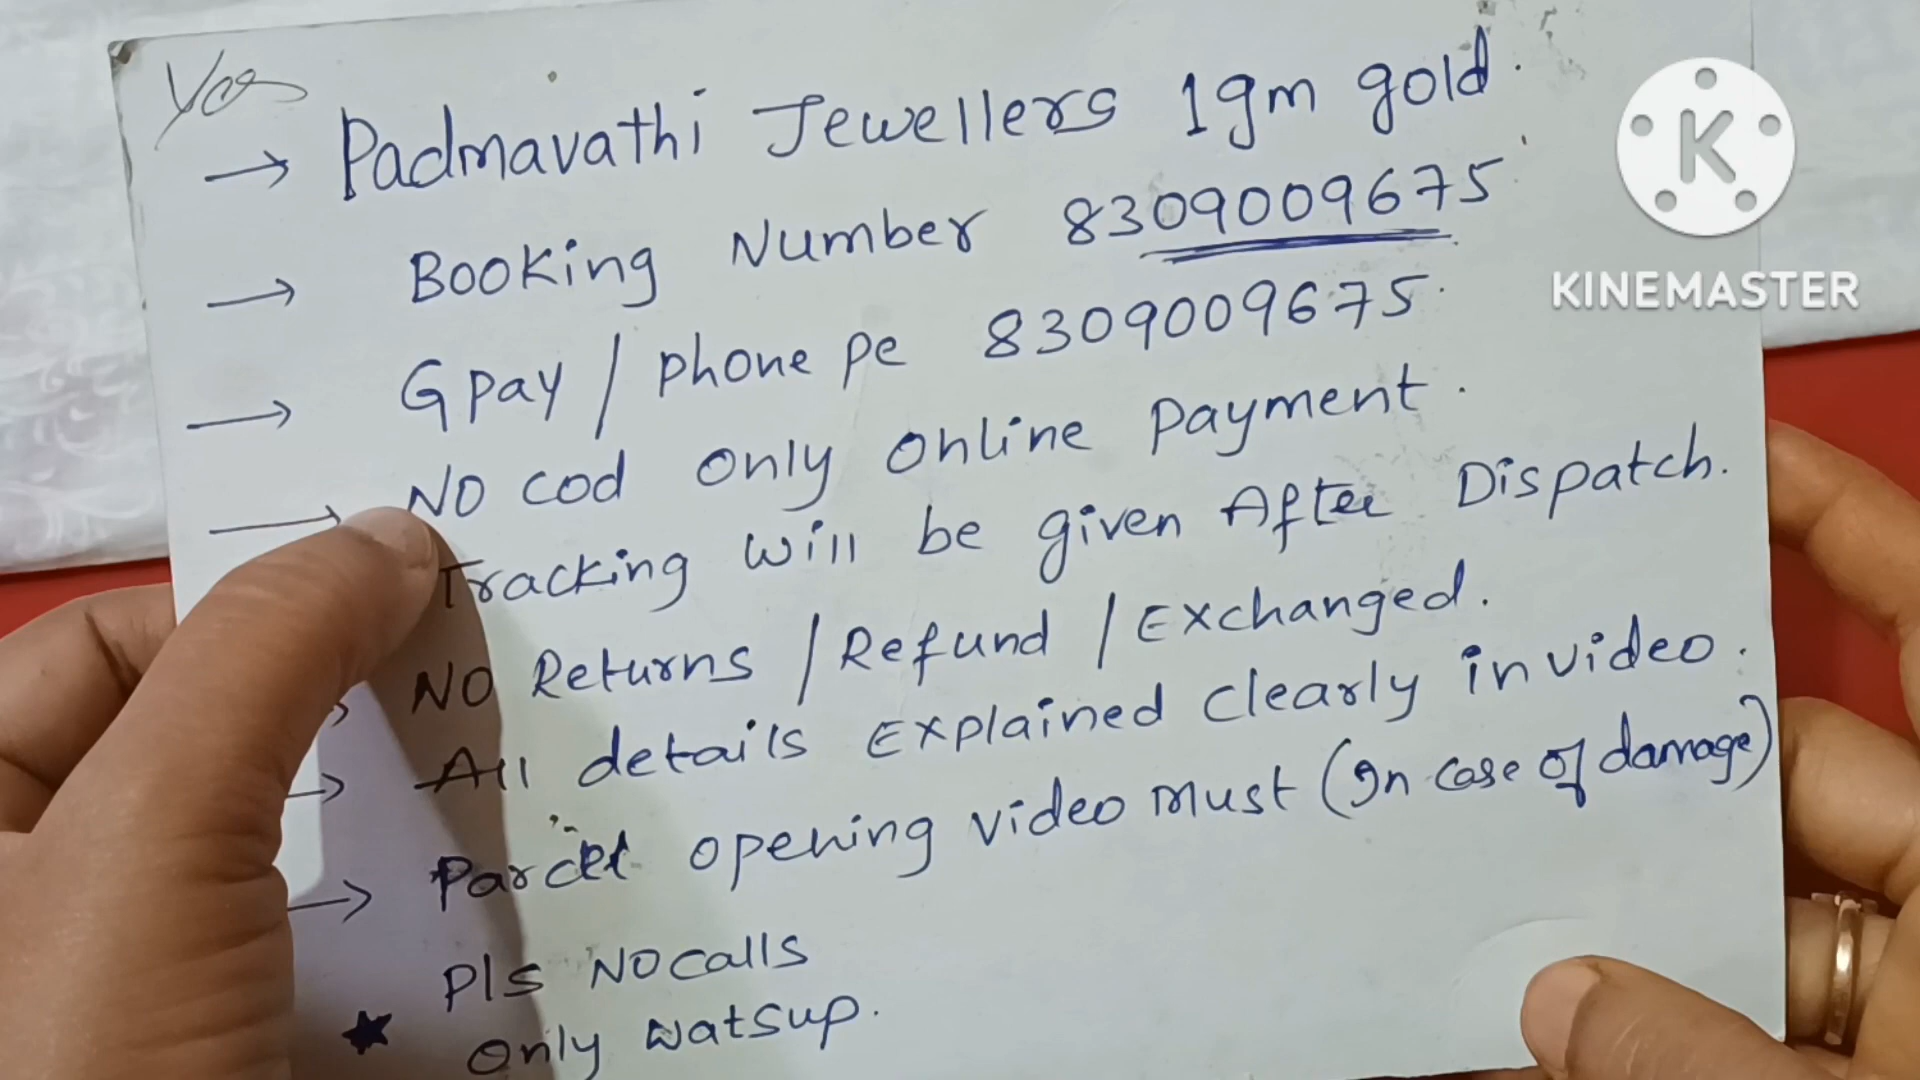 Yes
→ Padmavathi Jewellers 1gm gold.
→ Booking Number 8309009675
→ Gpay / phone pe 8309009675.
→ NO cod only online payment.
Tracking will be given After Dispatch.
NO Returns / Refund / Exchanged.
→ All details Explained clearly in video.
→ Parcel opening video must (In case of damage)
Pls NO calls
★ only watsup.
K
KINEMASTER